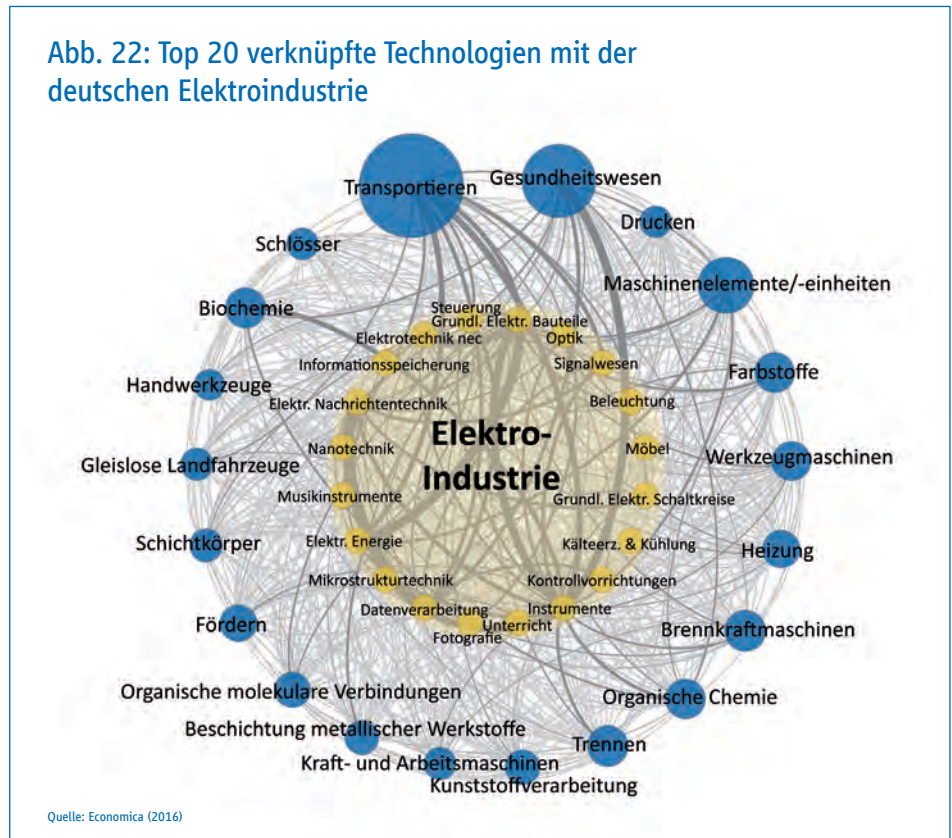 Abb. 22: Top 20 verknüpfte Technologien mit der
deutschen Elektroindustrie
Transportieren
Gesundheitswesen
Drucken
Schlösser
Maschinenelemente/-einheiten
Biochemie
Steuerung
Grundl. Elektr. Bauteile
Elektrotechnik nec
Optik
Informationsspeicherung
Signalwesen
Farbstoffe
Handwerkzeuge
Elektr. Nachrichtentechnik
Beleuchtung
Elektro-
Industrie
Nanotechnik
Möbel
Werkzeugmaschinen
Gleislose Landfahrzeuge
Musikinstrumente
Grundl. Elektr. Schaltkreise
Schichtkörper
Elektr. Energie
Kälteerz. & Kühlung
Heizung
Mikrostrukturtechnik
Kontrollvorrichtungen
Datenverarbeitung
Instrumente
Fotografie
Unterricht
Fördern
Brennkraftmaschinen
Organische molekulare Verbindungen
Organische Chemie
Beschichtung metallischer Werkstoffe
Trennen
Kraft- und Arbeitsmaschinen
Kunststoffverarbeitung
Quelle: Economica (2016)